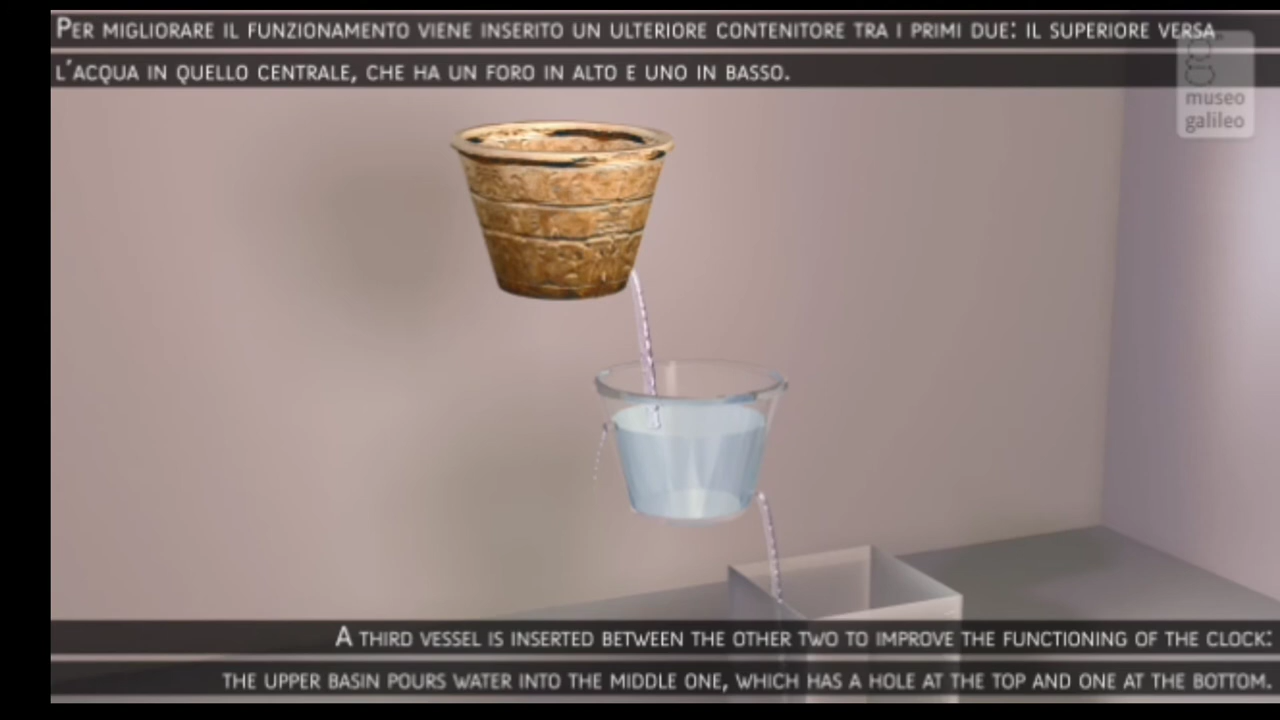 PER MIGLIORARE IL FUNZIONAMENTO VIENE INSERITO UN ULTERIORE CONTENITORE TRA I PRIMI DUE: IL SUPERIORE VERSA
L'ACQUA IN QUELLO CENTRALE, CHE HA UN FORO IN ALTO E UNO IN BASSO.
museo
galileo
A THIRD VESSEL IS INSERTED BETWEEN THE OTHER TWO TO IMPROVE THE FUNCTIONING OF THE CLOCK:
THE UPPER BASIN POURS WATER INTO THE MIDDLE ONE, WHICH HAS A HOLE AT THE TOP AND ONE AT THE BOTTOM.